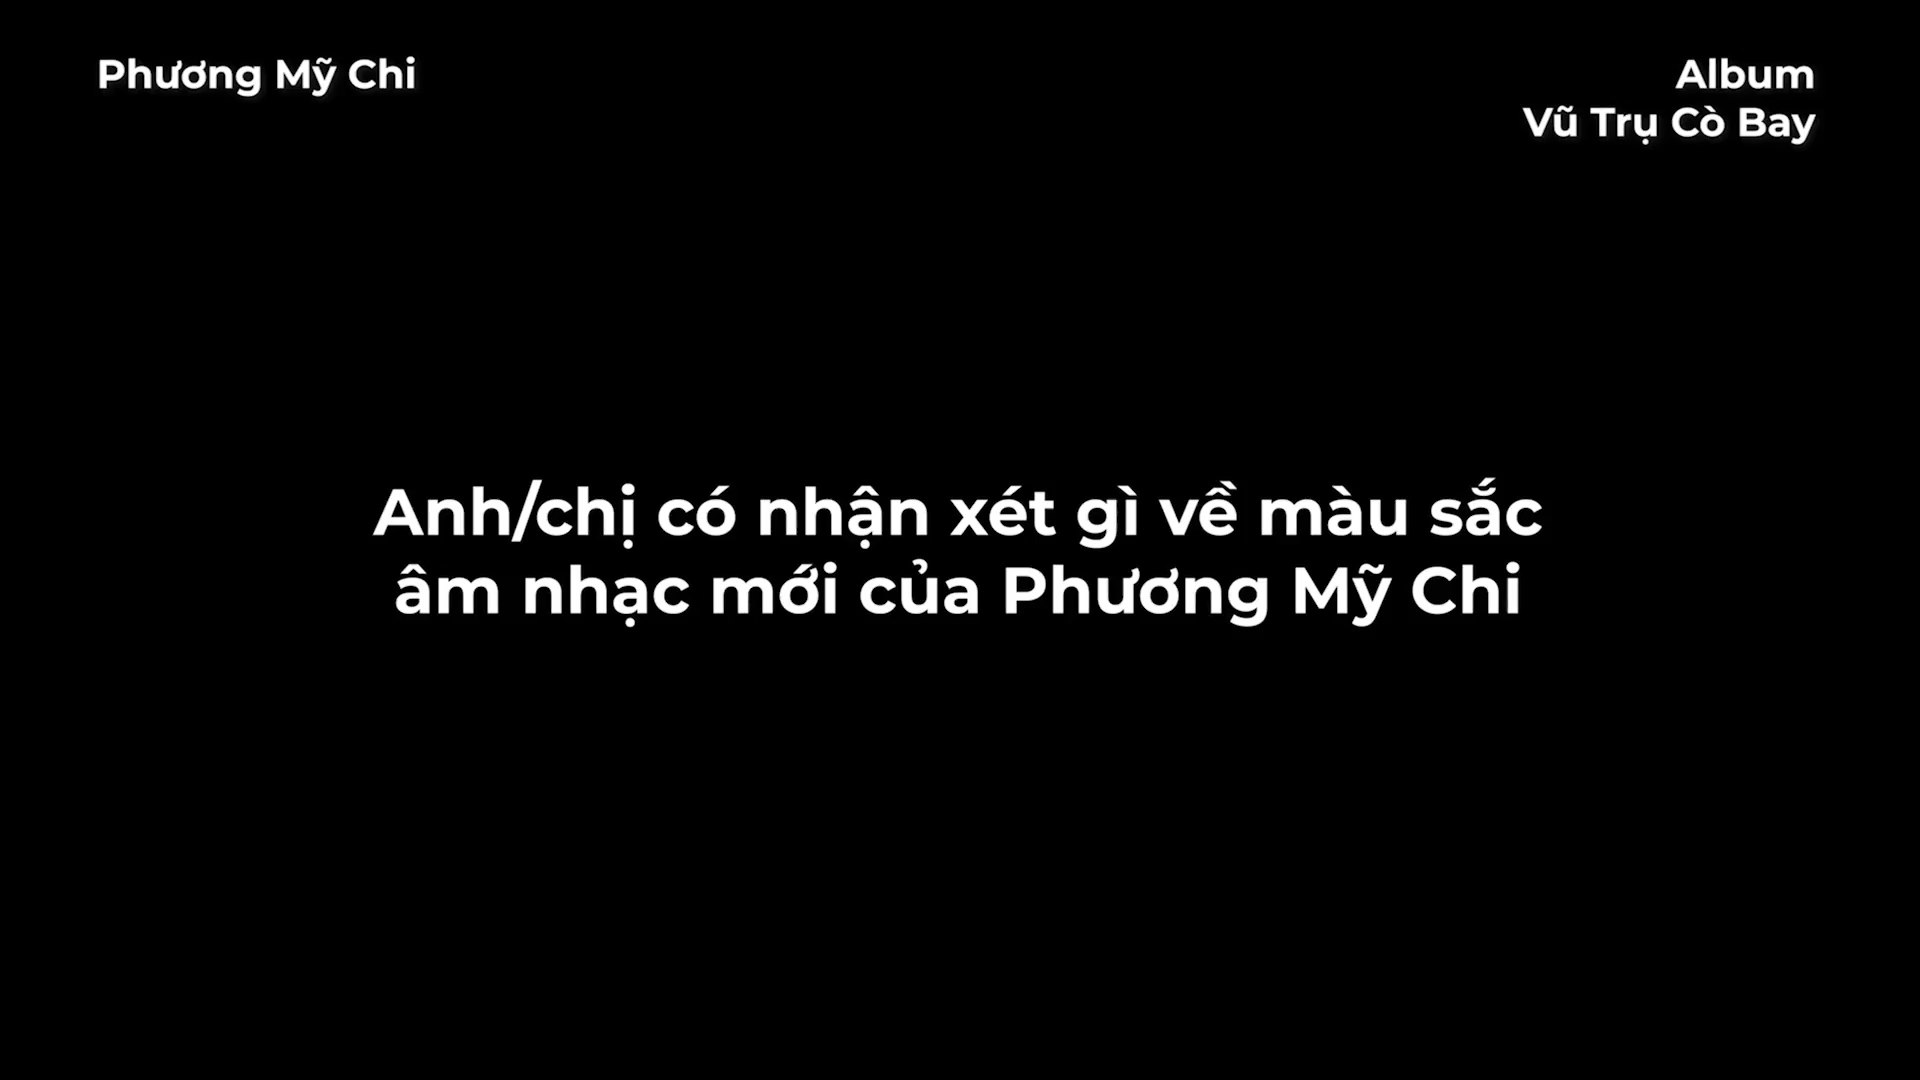 Phương Mỹ Chi
Album
Vũ Trụ Cò Bay
Anh/chị có nhận xét gì về màu sắc
âm nhạc mới của Phương Mỹ Chi